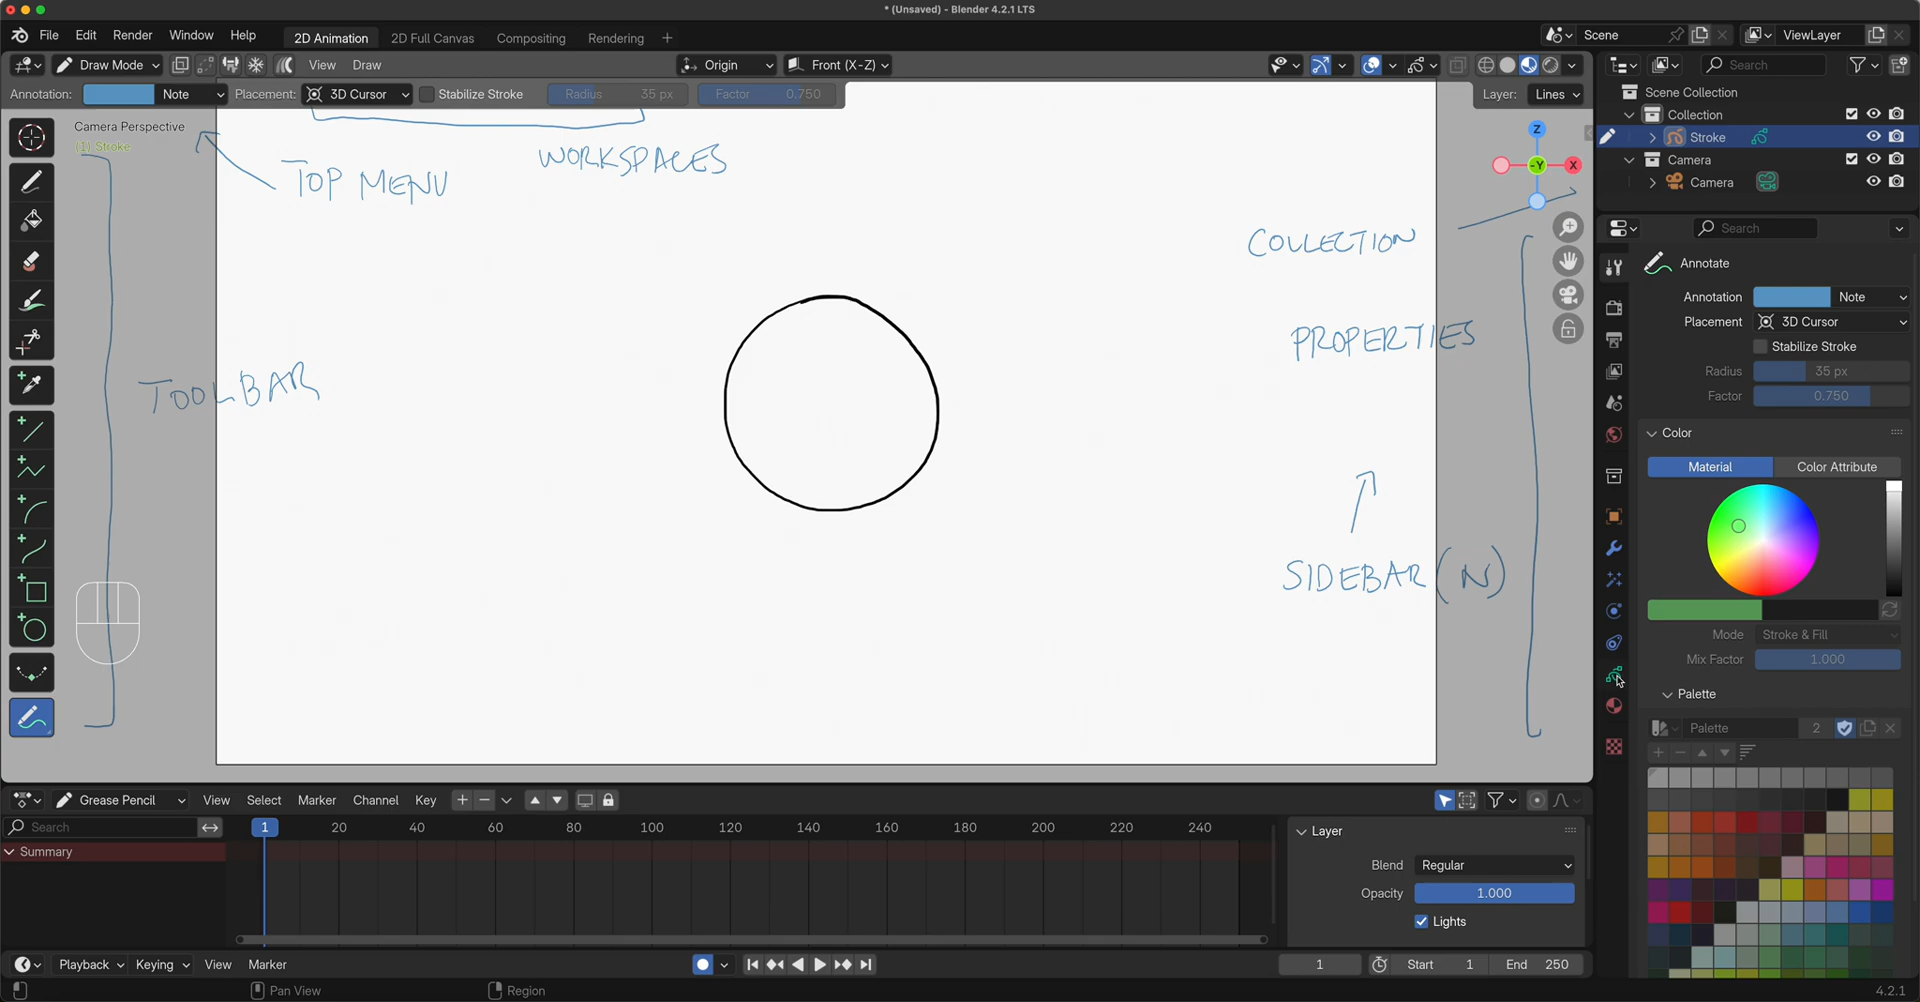 * (Unsaved) - Blender 4.2.1 LTS
File Edit Render Window Help 2D Animation 2D Full Canvas Compositing Rendering + Scene ViewLayer
Draw Mode View Draw Origin Front (X-Z) Search
Annotation: Note Placement: 3D Cursor Stabilize Stroke Radius 35 px Factor 0.750 Layer: Lines
Scene Collection
Collection
Stroke
Camera
Camera
Camera Perspective
(1) Stroke
Z
-Y
X
TOP MENU
WORKSPACES
COLLECTION
PROPERTIES
TOOLBAR
SIDEBAR (N)
Search
Annotate
Annotation Note
Placement 3D Cursor
Stabilize Stroke
Radius 35 px
Factor 0.750
Color
Material Color Attribute
Mode Stroke & Fill
Mix Factor 1.000
Palette
Palette 2
Grease Pencil View Select Marker Channel Key
Search 1 20 40 60 80 100 120 140 160 180 200 220 240
Summary
Layer
Blend Regular
Opacity 1.000
Lights
Playback Keying View Marker 1 Start 1 End 250
Pan View Region 4.2.1